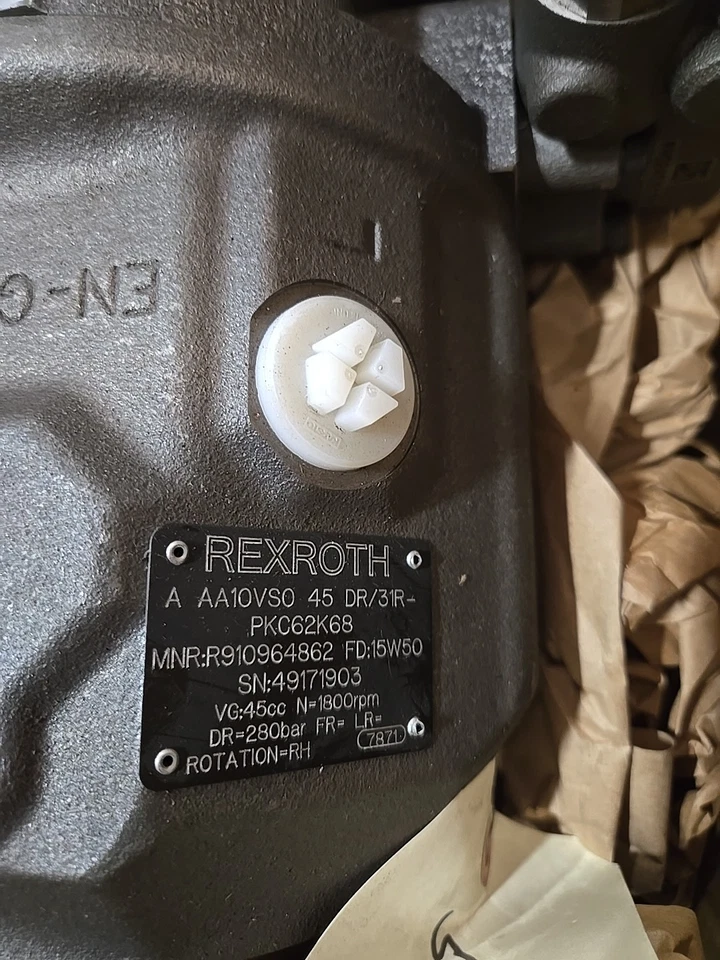 EN-G
REXROTH
A AA10VSO 45 DR/31R-
PKC62K68
MNR:R910964862 FD:15W50
SN:49171903
VG:45cc N=1800rpm
DR=280bar FR= LR=
7871
ROTATION=RH